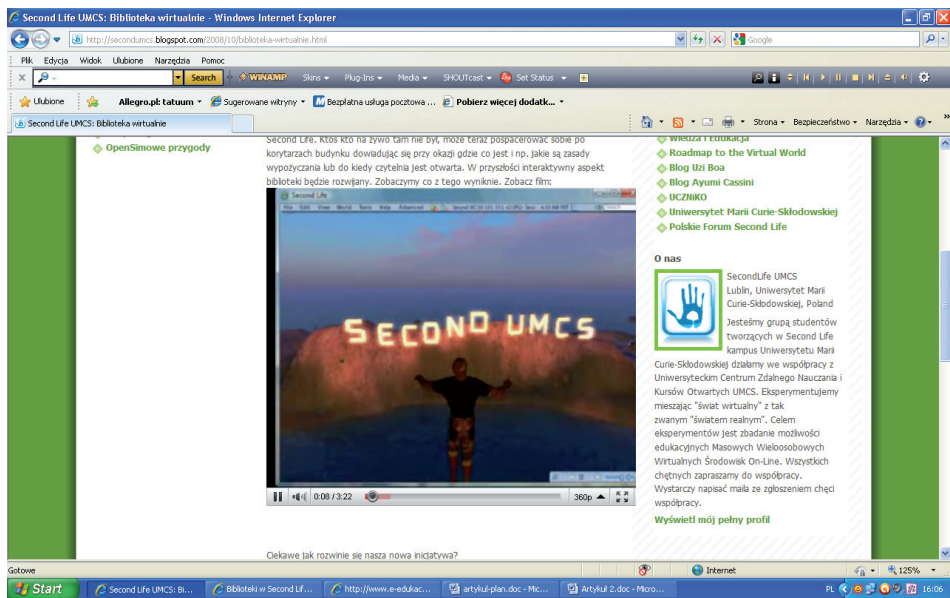 Second Life UMCS: Biblioteka wirtualnie - Windows Internet Explorer
http://secondumcs.blogspot.com/2008/10/biblioteka-wirtualnie.html
Google
Plik Edycja Widok Ulubione Narzędzia Pomoc
Search WINAMP Skins Plug-Ins Media SHOUTcast Set Status
Ulubione Allegro.pl: tatuum Sugerowane witryny Bezpłatna usługa pocztowa ... Pobierz więcej dodatk...
Second Life UMCS: Biblioteka wirtualnie
Strona Bezpieczeństwo Narzędzia
OpenSimowe przygody
Second Life. Ktoś kto na żywo tam nie był, może teraz pospacerować sobie po
korytarzach budynku dowiadując się przy okazji gdzie co jest i np. jakie są zasady
wypożyczania lub do kiedy czytelnia jest otwarta. W przyszłości interaktywny aspekt
biblioteki będzie rozwijany. Zobaczymy co z tego wyniknie. Zobacz film:
Second Life
File Edit View World Tools Help Advanced
SECOND UMCS
0:08 / 3:22
360p
Ciekawe jak rozwinie się nasza nowa inicjatywa?
Wiedza i Edukacja
Roadmap to the Virtual World
Blog Uzi Boa
Blog Ayumi Cassini
UCZNiKO
Uniwersytet Marii Curie-Skłodowskiej
Polskie Forum Second Life
O nas
SecondLife UMCS
Lublin, Uniwersytet Marii
Curie-Skłodowskiej, Poland
Jesteśmy grupą studentów
tworzących w Second Life
kampus Uniwersytetu Marii
Curie-Skłodowskiej działamy we współpracy z
Uniwersyteckim Centrum Zdalnego Nauczania i
Kursów Otwartych UMCS. Eksperymentujemy
mieszając "świat wirtualny" z tak
zwanym "światem realnym". Celem
eksperymentów jest zbadanie możliwości
edukacyjnych Masowych Wieloosobowych
Wirtualnych Środowisk On-Line. Wszystkich
chętnych zapraszamy do współpracy.
Wystarczy napisać maila ze zgłoszeniem chęci
współpracy.
Wyświetl mój pełny profil
Gotowe
Internet
125%
Start
Second Life UMCS: Bi...
Biblioteki w Second Lif...
http://www.e-edukac...
artykul-plan.doc - Mic...
Artykuł 2.doc - Micro...
PL
16:06